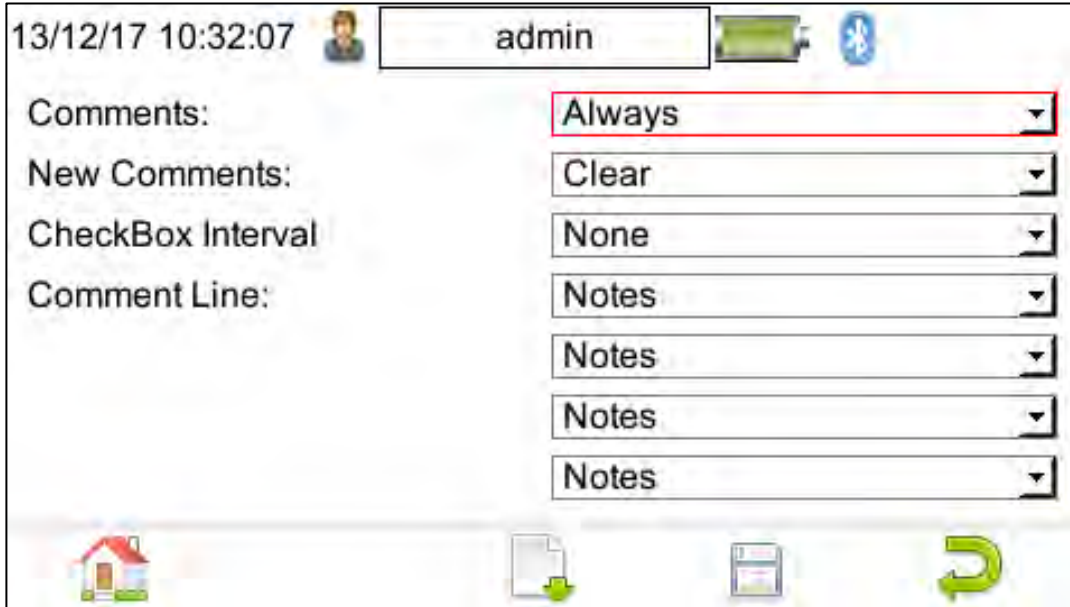 13/12/17 10:32:07 admin
Comments: Always
New Comments: Clear
CheckBox Interval None
Comment Line: Notes
Notes
Notes
Notes